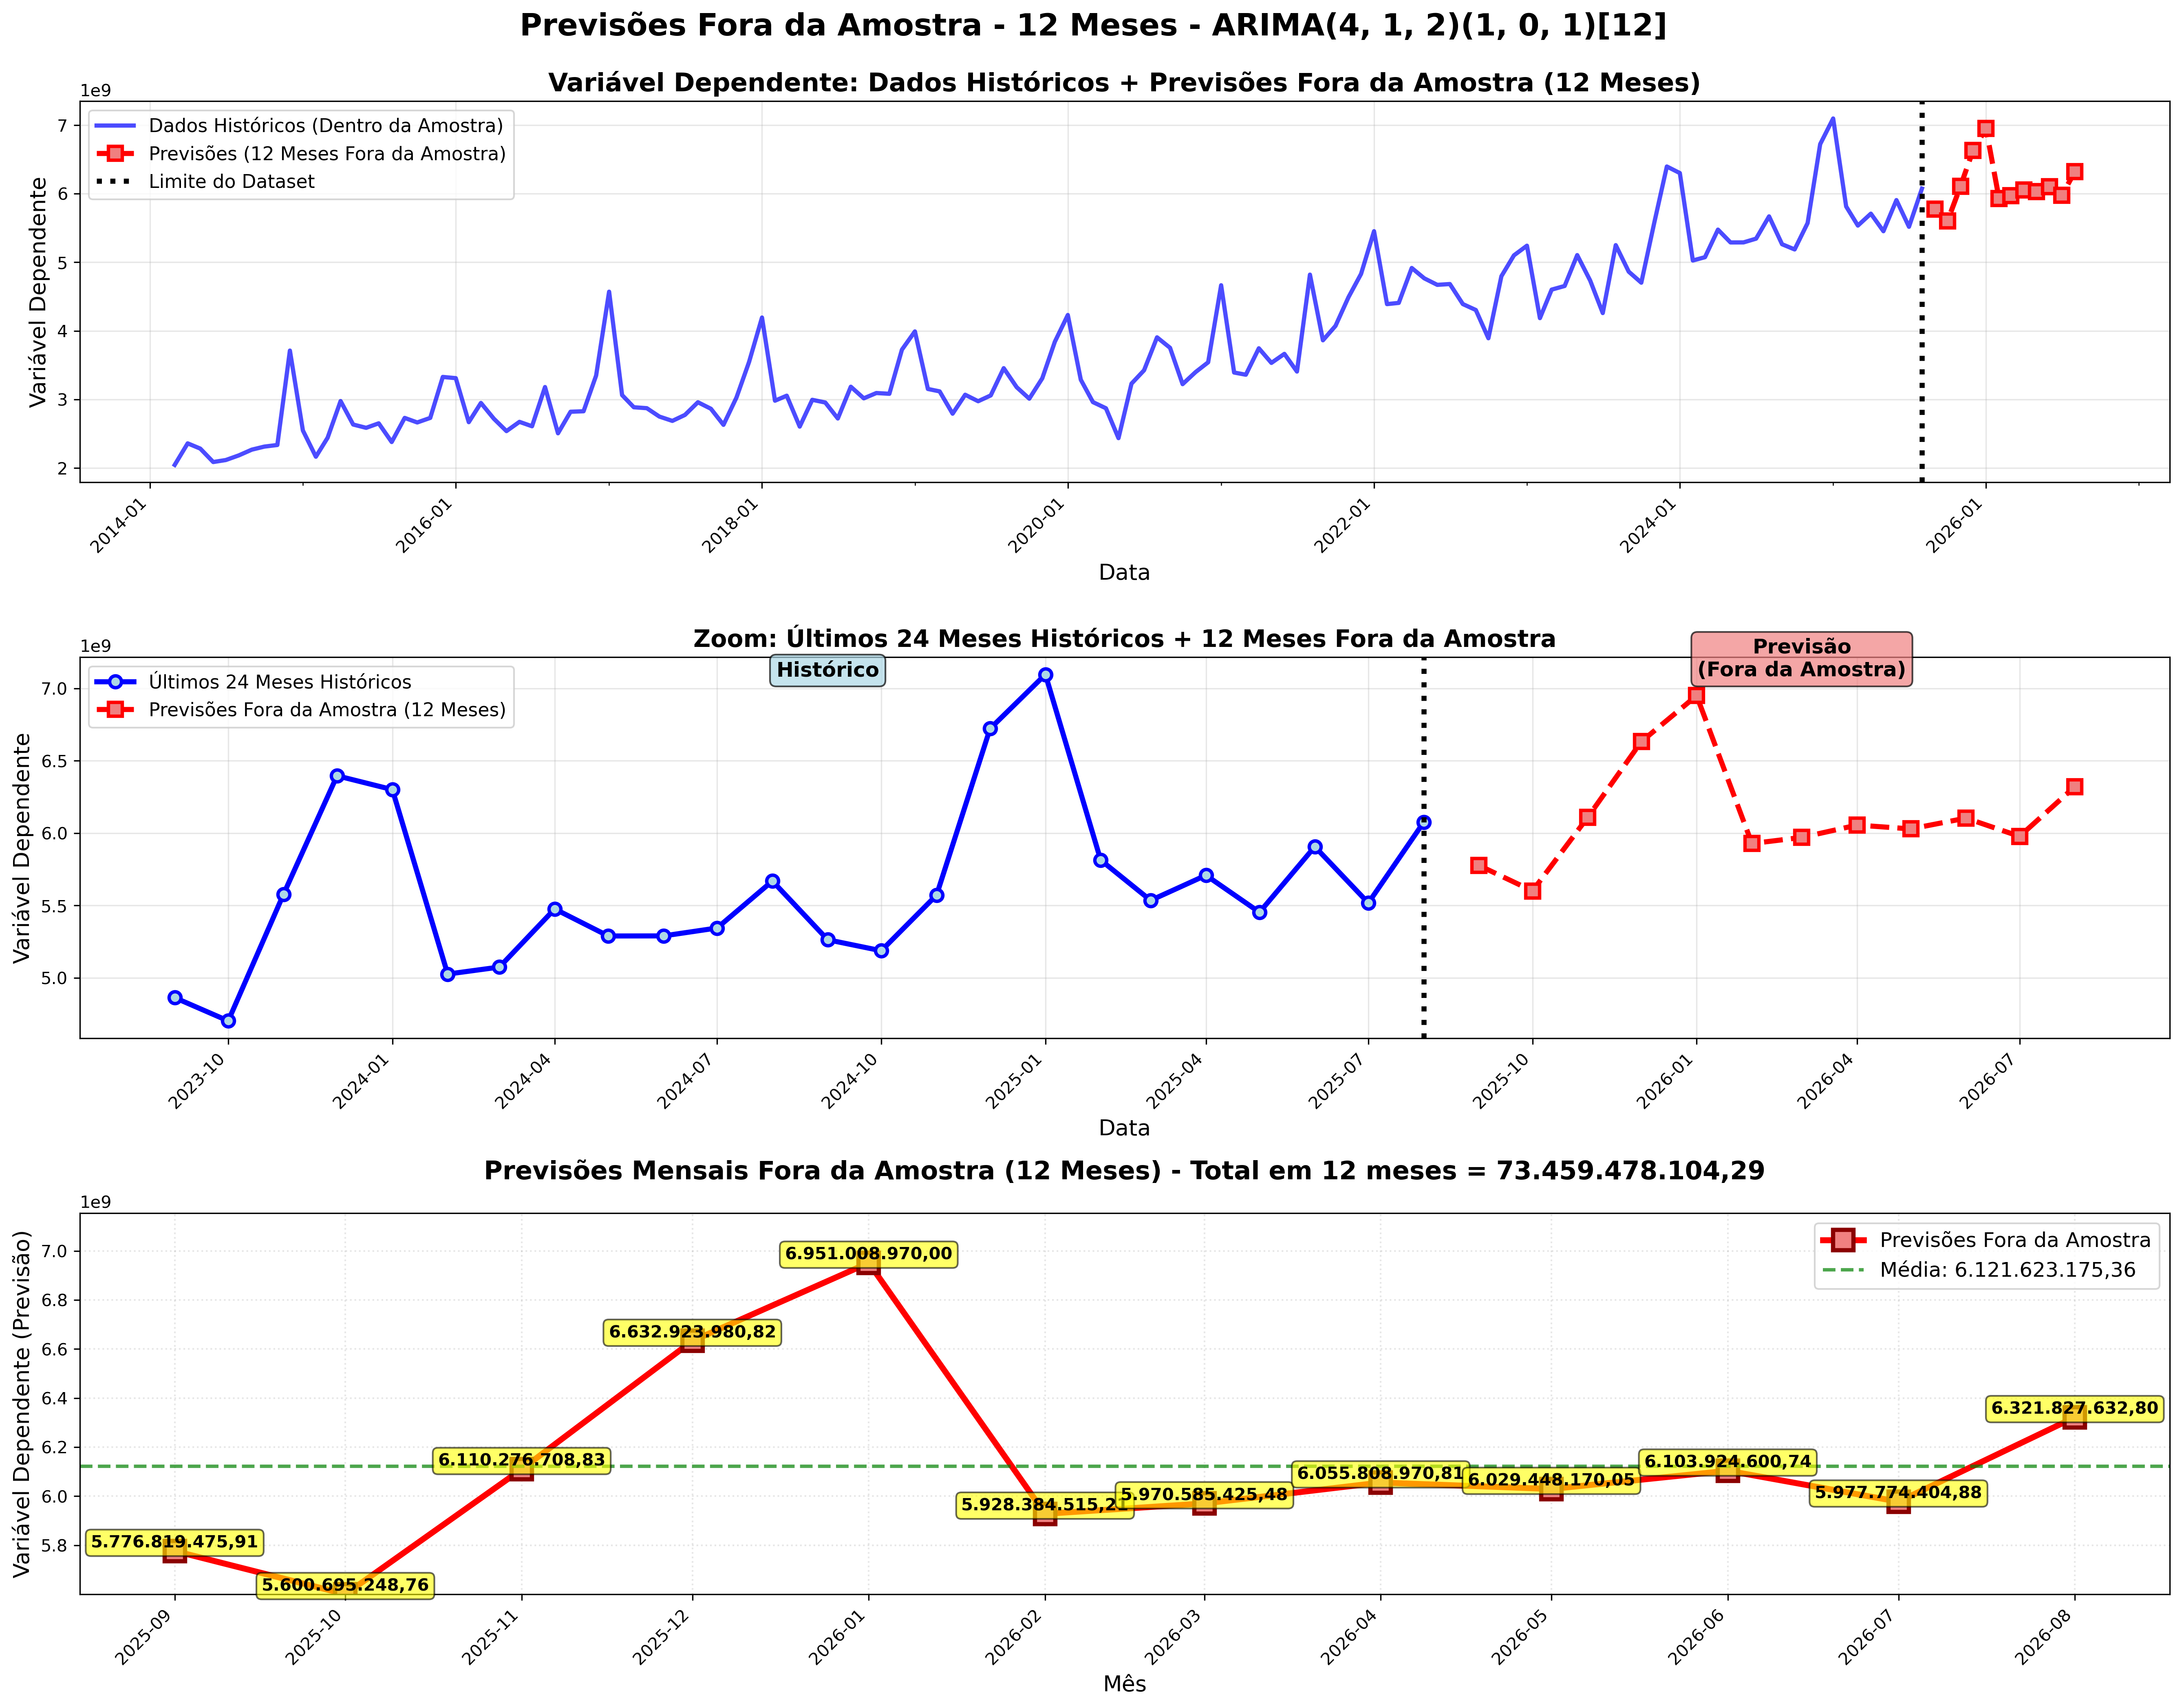 Previsões Fora da Amostra - 12 Meses - ARIMA(4, 1, 2)(1, 0, 1)[12]
Variável Dependente: Dados Históricos + Previsões Fora da Amostra (12 Meses)
1e9
Dados Históricos (Dentro da Amostra)
Previsões (12 Meses Fora da Amostra)
Limite do Dataset
Variável Dependente
7
6
5
4
3
2
2014-01
2016-01
2018-01
2020-01
2022-01
2024-01
2026-01
Data
Zoom: Últimos 24 Meses Históricos + 12 Meses Fora da Amostra
1e9
Histórico
Previsão
(Fora da Amostra)
Últimos 24 Meses Históricos
Previsões Fora da Amostra (12 Meses)
Variável Dependente
7.0
6.5
6.0
5.5
5.0
2023-10
2024-01
2024-04
2024-07
2024-10
2025-01
2025-04
2025-07
2025-10
2026-01
2026-04
2026-07
Data
Previsões Mensais Fora da Amostra (12 Meses) - Total em 12 meses = 73.459.478.104,29
1e9
Previsões Fora da Amostra
Média: 6.121.623.175,36
Variável Dependente (Previsão)
7.0
6.8
6.6
6.4
6.2
6.0
5.8
5.776.819.475,91
5.600.695.248,76
6.110.276.708,83
6.632.923.980,82
6.951.008.970,00
5.928.384.515,21
5.970.585.425,48
6.055.808.970,81
6.029.448.170,05
6.103.924.600,74
5.977.774.404,88
6.321.827.632,80
2025-09
2025-10
2025-11
2025-12
2026-01
2026-02
2026-03
2026-04
2026-05
2026-06
2026-07
2026-08
Mês